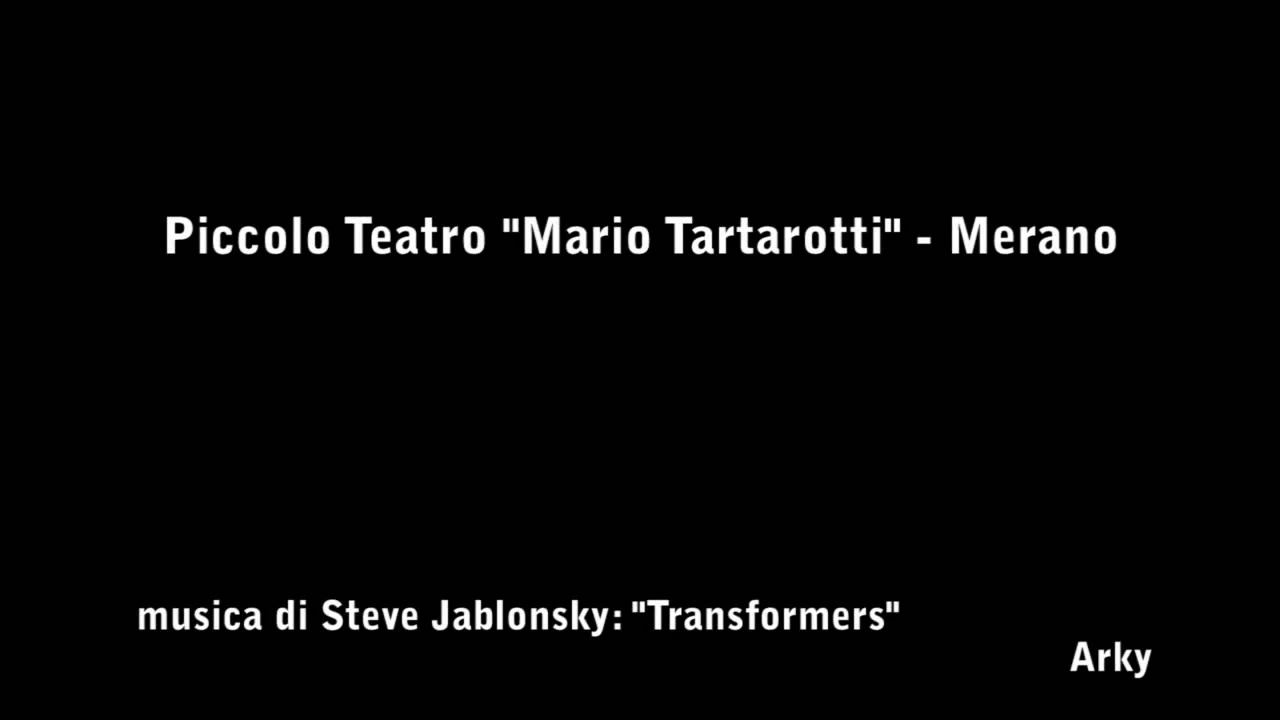 Piccolo Teatro "Mario Tartarotti" - Merano
musica di Steve Jablonsky: "Transformers"
Arky